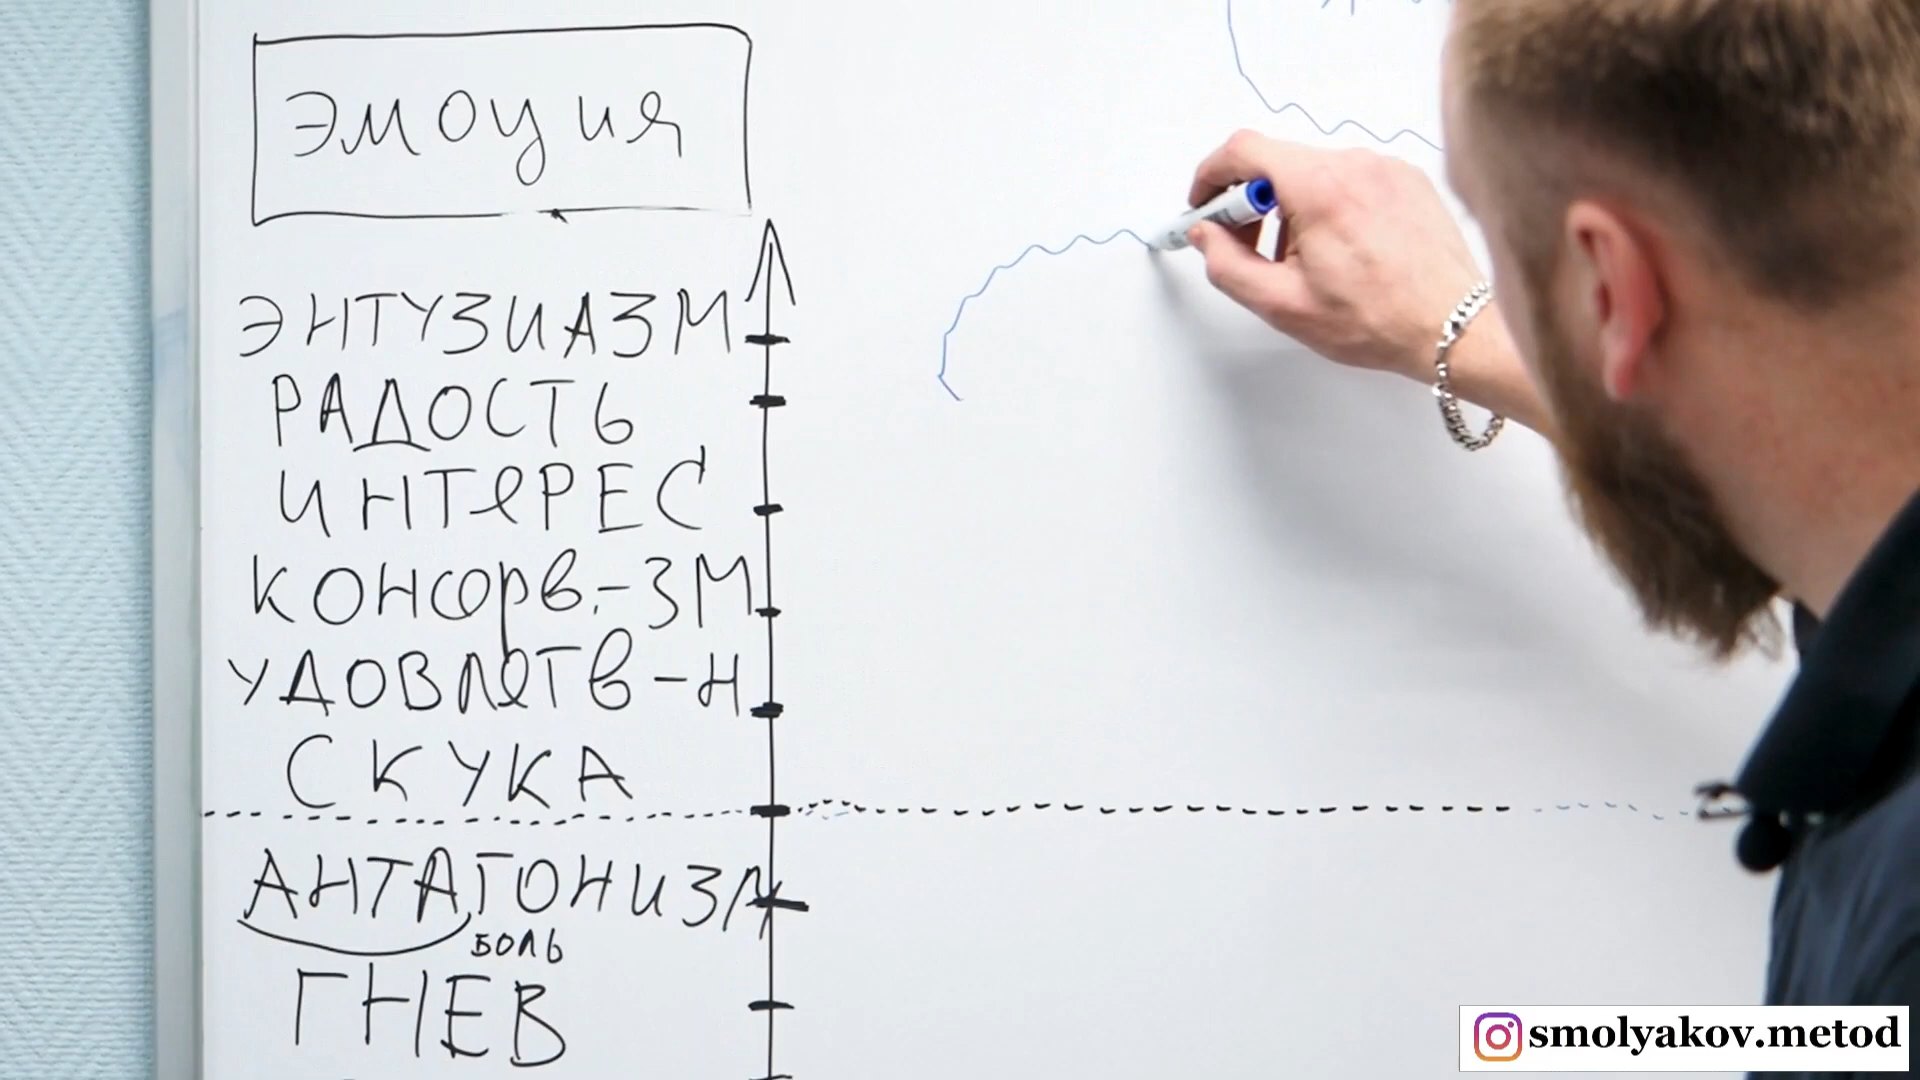 эмоция
ЭНТУЗИАЗМ
РАДОСТЬ
ИНТеРЕС
КОНСерв.-ЗМ
УДОВЛеТв-Н
СКУКА
АНТАГОНИЗМ
БОЛЬ
ГНЕВ
smolyakov.metod